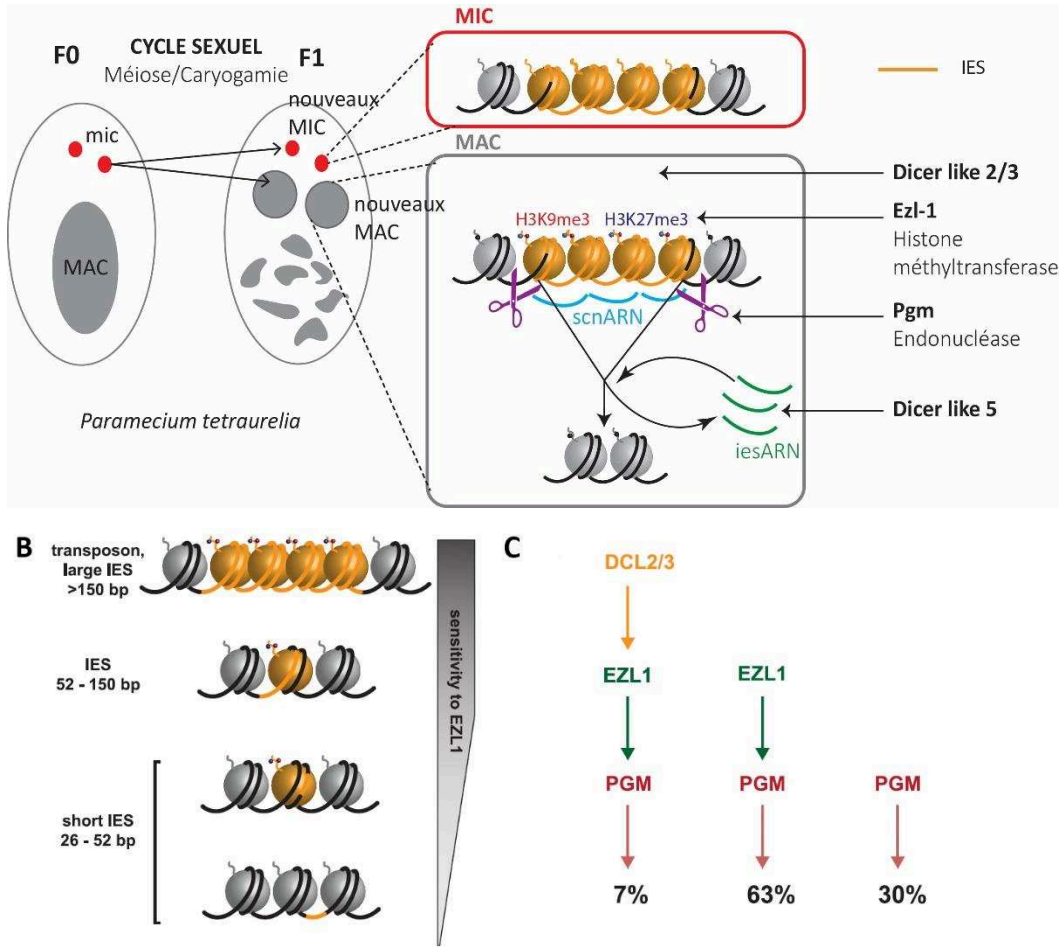 MIC
F0
CYCLE SEXUEL
Méiose/Caryogamie
F1
nouveaux
MIC
mic
IES
MAC
MAC
nouveaux
MAC
Paramecium tetraurelia
H3K9me3
H3K27me3
scnARN
iesARN
Dicer like 2/3
Ezl-1
Histone
méthyltransferase
Pgm
Endonucléase
Dicer like 5
B
transposon,
large IES
>150 bp
IES
52 - 150 bp
short IES
26 - 52 bp
sensitivity to EZL1
C
DCL2/3
EZL1
EZL1
PGM
PGM
PGM
7%
63%
30%